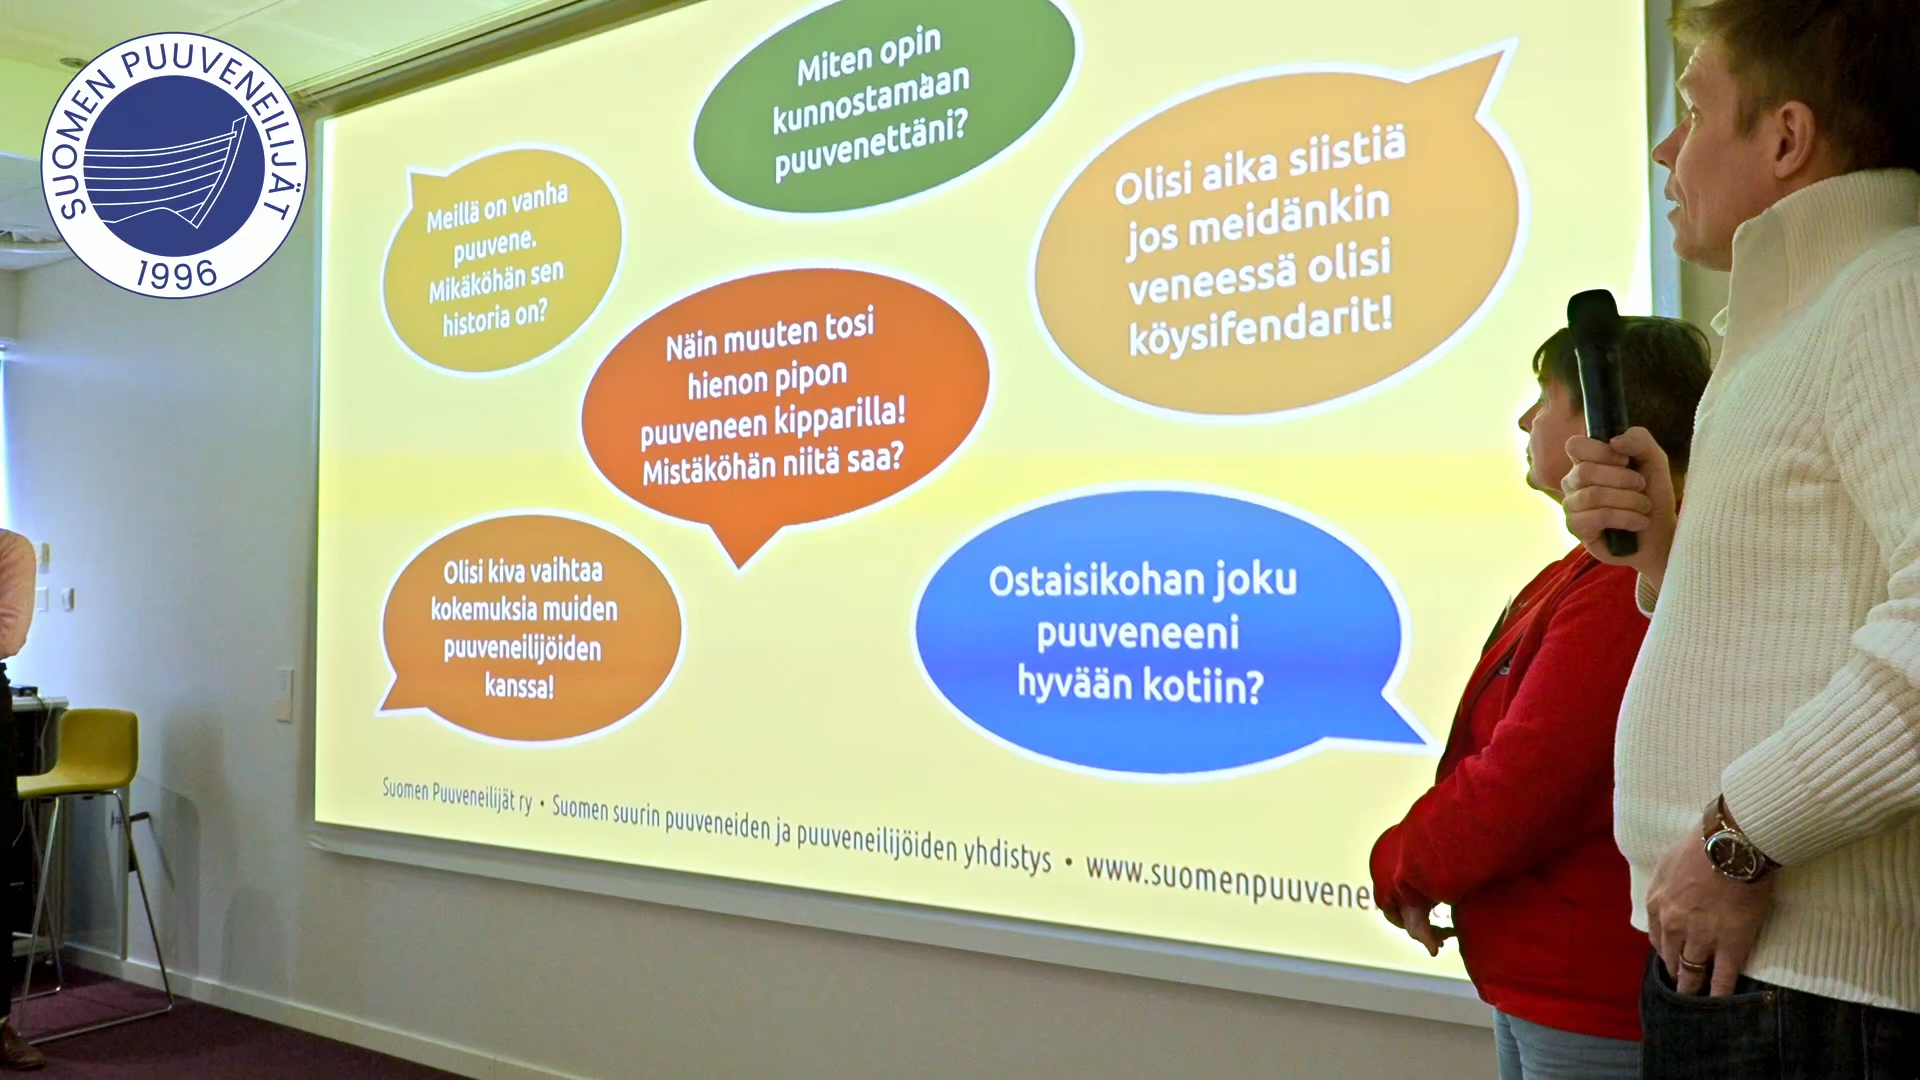 SUOMEN PUUVENEILIJÄT
1996
Miten opin
kunnostamaan
puuvenettäni?
Meillä on vanha
puuvene.
Mikäköhän sen
historia on?
Olisi aika siistiä
jos meidänkin
veneessä olisi
köysifendarit!
Näin muuten tosi
hienon pipon
puuveneen kipparilla!
Mistäköhän niitä saa?
Olisi kiva vaihtaa
kokemuksia muiden
puuveneilijöiden
kanssa!
Ostaisikohan joku
puuveneeni
hyvään kotiin?
Suomen Puuveneilijät ry • Suomen suurin puuveneiden ja puuveneilijöiden yhdistys • www.suomenpuuvene